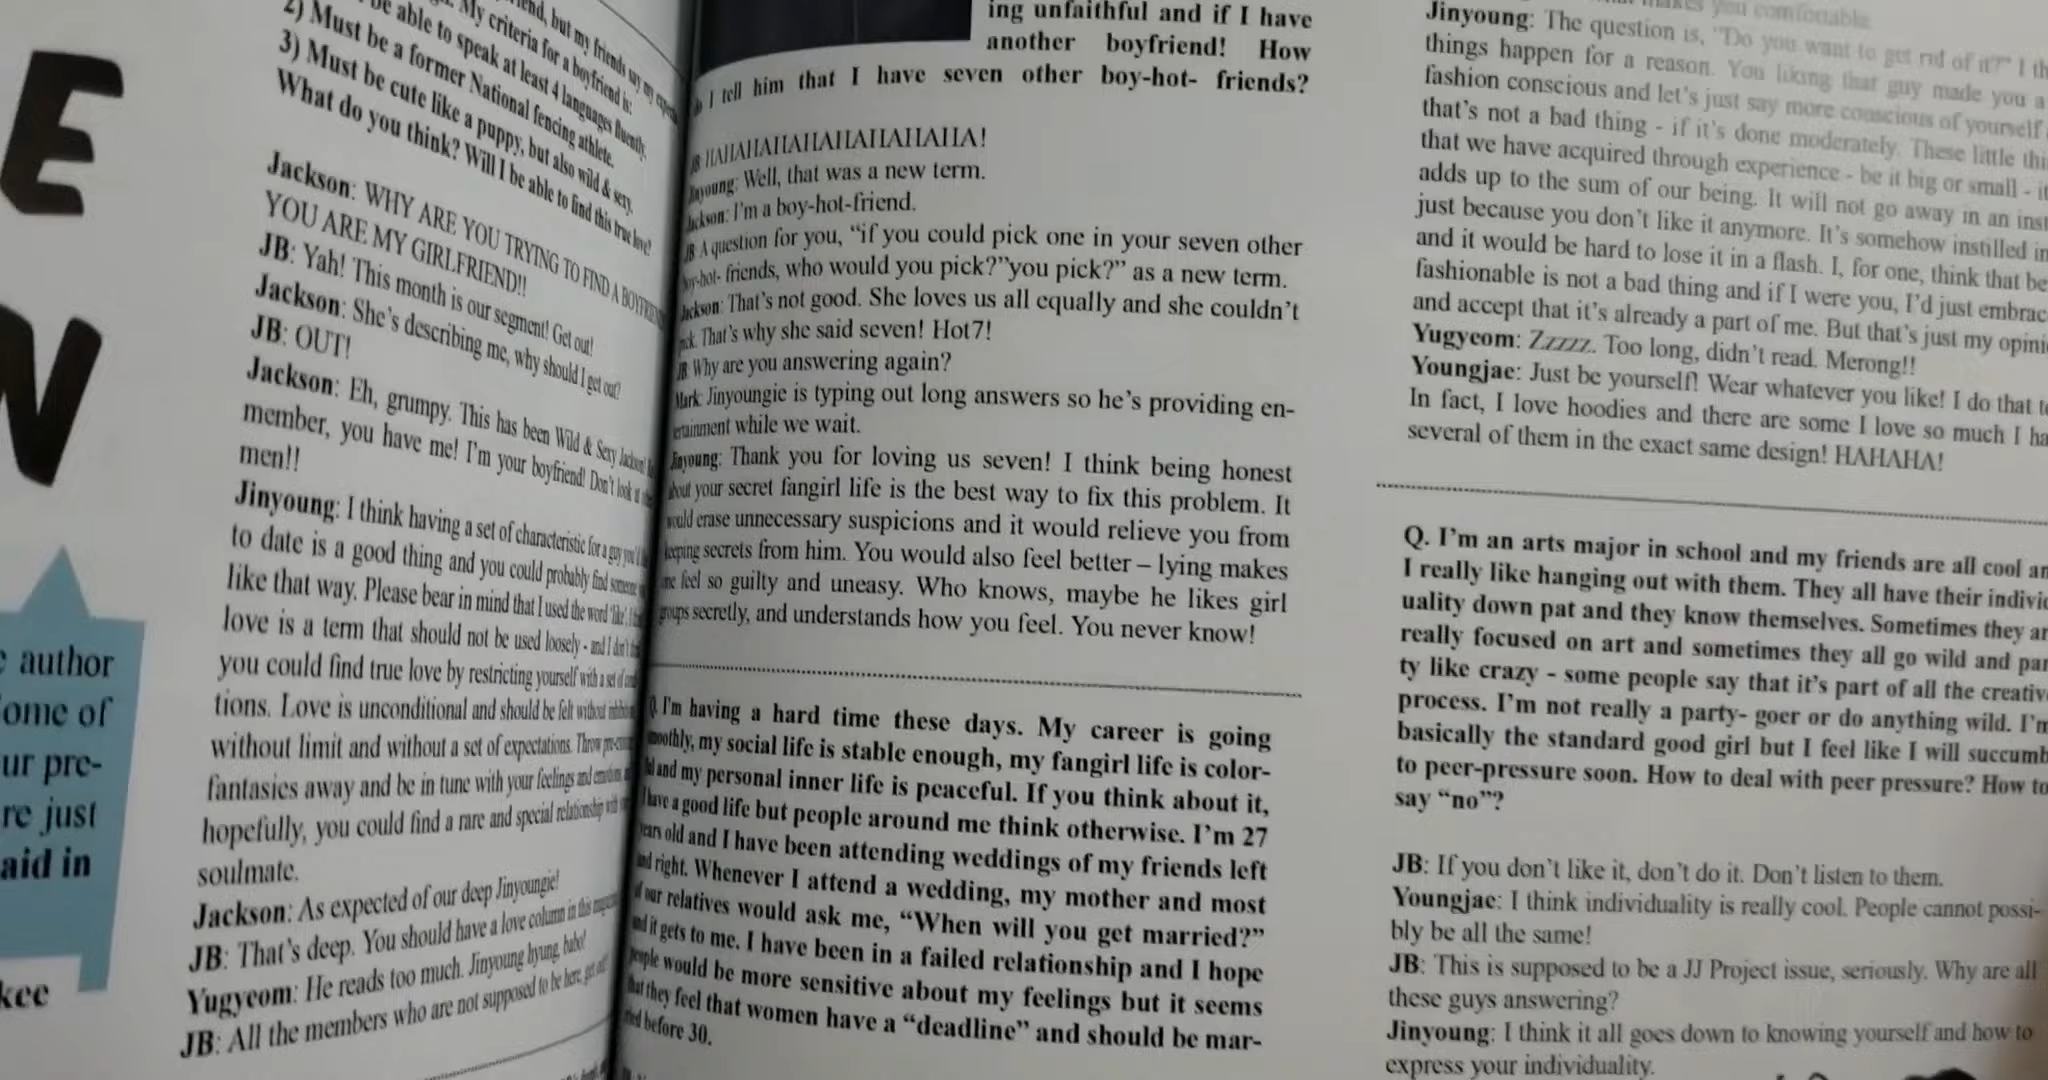 E
N
author
ome of
ur pre-
re just
aid in
kee
friend, but my friends say my
My criteria for a boyfriend is:
be able to speak at least 4 languages fluently.
2) Must be a former National fencing athlete.
3) Must be cute like a puppy, but also wild & sexy.
What do you think? Will I be able to find this true love?
Jackson: WHY ARE YOU TRYING TO FIND A BOYFRIEND
YOU ARE MY GIRLFRIEND!!
JB: Yah! This month is our segment! Get out!
Jackson: She's describing me, why should I get out?
JB: OUT!
Jackson: Eh, grumpy. This has been Wild & Sexy Jackson!
member, you have me! I'm your boyfriend! Don't look at
men!!
Jinyoung: I think having a set of characteristic for a guy you'd
to date is a good thing and you could probably find someone
like that way. Please bear in mind that I used the word 'like',
love is a term that should not be used loosely - and I don't
you could find true love by restricting yourself with a set of
tions. Love is unconditional and should be felt without
without limit and without a set of expectations. Throw
fantasies away and be in tune with your feelings and
hopefully, you could find a rare and special relationship with
soulmate.
Jackson: As expected of our deep Jinyoungie!
JB: That's deep. You should have a love column in this
Yugyeom: He reads too much. Jinyoung hyung, babo!
JB: All the members who are not supposed to be here, get
ing unfaithful and if I have
another boyfriend! How
I tell him that I have seven other boy-hot- friends?
JB: HAHAHAHAHAHAHAHAHA!
Jinyoung: Well, that was a new term.
Jackson: I'm a boy-hot-friend.
JB: A question for you, "if you could pick one in your seven other
boy-hot- friends, who would you pick?"you pick?" as a new term.
Jackson: That's not good. She loves us all equally and she couldn't
pick. That's why she said seven! Hot7!
JB: Why are you answering again?
Mark: Jinyoungie is typing out long answers so he's providing en-
ertainment while we wait.
Jinyoung: Thank you for loving us seven! I think being honest
about your secret fangirl life is the best way to fix this problem. It
would erase unnecessary suspicions and it would relieve you from
keeping secrets from him. You would also feel better – lying makes
one feel so guilty and uneasy. Who knows, maybe he likes girl
groups secretly, and understands how you feel. You never know!
Q. I'm having a hard time these days. My career is going
smoothly, my social life is stable enough, my fangirl life is color-
ful and my personal inner life is peaceful. If you think about it,
I have a good life but people around me think otherwise. I'm 27
years old and I have been attending weddings of my friends left
and right. Whenever I attend a wedding, my mother and most
of our relatives would ask me, "When will you get married?"
and it gets to me. I have been in a failed relationship and I hope
people would be more sensitive about my feelings but it seems
that they feel that women have a "deadline" and should be mar-
ried before 30.
makes you comfortable
Jinyoung: The question is, "Do you want to get rid of it?" I th
things happen for a reason. You liking that guy made you a
fashion conscious and let's just say more conscious of yourself
that's not a bad thing - if it's done moderately. These little thi
that we have acquired through experience - be it big or small - it
adds up to the sum of our being. It will not go away in an inst
just because you don't like it anymore. It's somehow instilled in
and it would be hard to lose it in a flash. I, for one, think that be
fashionable is not a bad thing and if I were you, I'd just embrac
and accept that it's already a part of me. But that's just my opini
Yugyeom: Zzzzz. Too long, didn't read. Merong!!
Youngjae: Just be yourself! Wear whatever you like! I do that t
In fact, I love hoodies and there are some I love so much I ha
several of them in the exact same design! HAHAHA!
Q. I'm an arts major in school and my friends are all cool an
I really like hanging out with them. They all have their indivi
uality down pat and they know themselves. Sometimes they ar
really focused on art and sometimes they all go wild and par
ty like crazy - some people say that it's part of all the creativ
process. I'm not really a party- goer or do anything wild. I'm
basically the standard good girl but I feel like I will succumb
to peer-pressure soon. How to deal with peer pressure? How to
say "no"?
JB: If you don't like it, don't do it. Don't listen to them.
Youngjae: I think individuality is really cool. People cannot possi-
bly be all the same!
JB: This is supposed to be a JJ Project issue, seriously. Why are all
these guys answering?
Jinyoung: I think it all goes down to knowing yourself and how to
express your individuality.